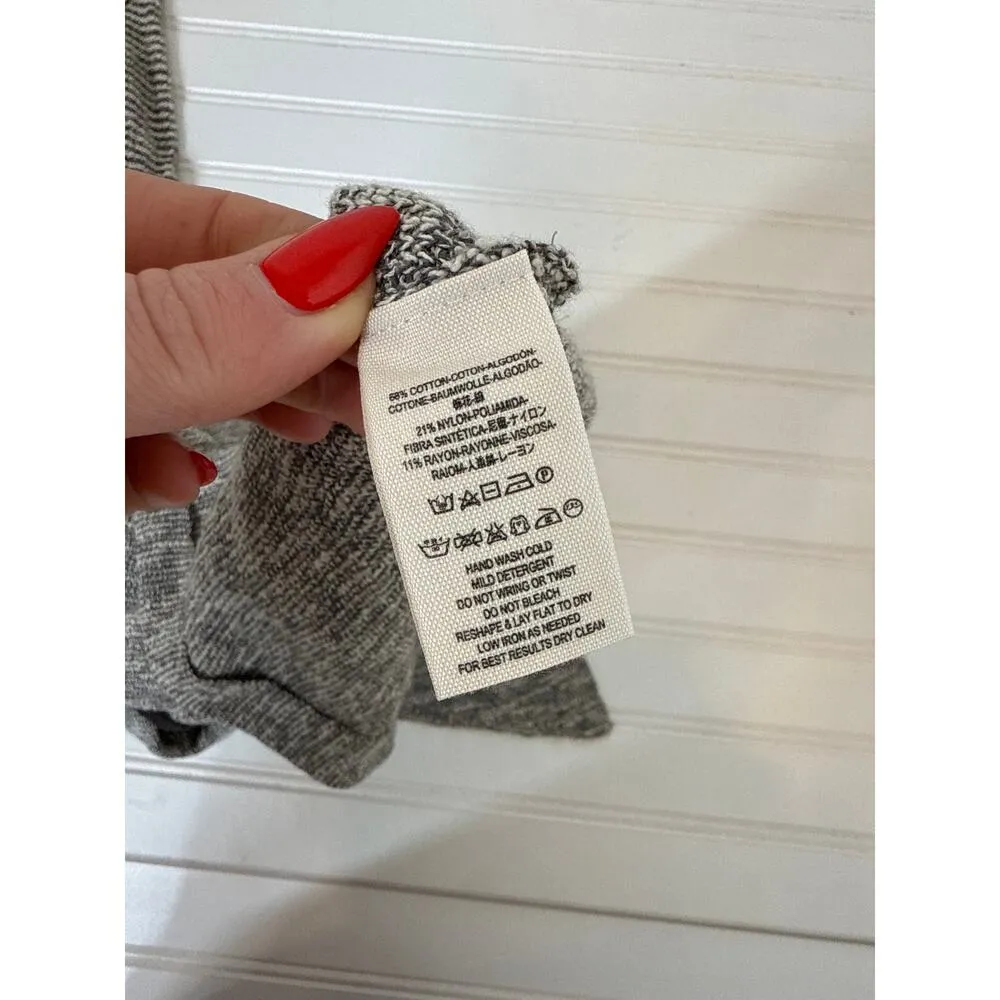 68% COTTON-COTON-ALGODÓN-
COTONE-BAUMWOLLE-ALGODÃO-
棉花-綿
21% NYLON-POLIAMIDA-
FIBRA SINTÉTICA-尼龍-ナイロン
11% RAYON-RAYONNE-VISCOSA-
RAIOM-人造絲-レーヨン
HAND WASH COLD
MILD DETERGENT
DO NOT WRING OR TWIST
DO NOT BLEACH
RESHAPE & LAY FLAT TO DRY
LOW IRON AS NEEDED
FOR BEST RESULTS DRY CLEAN